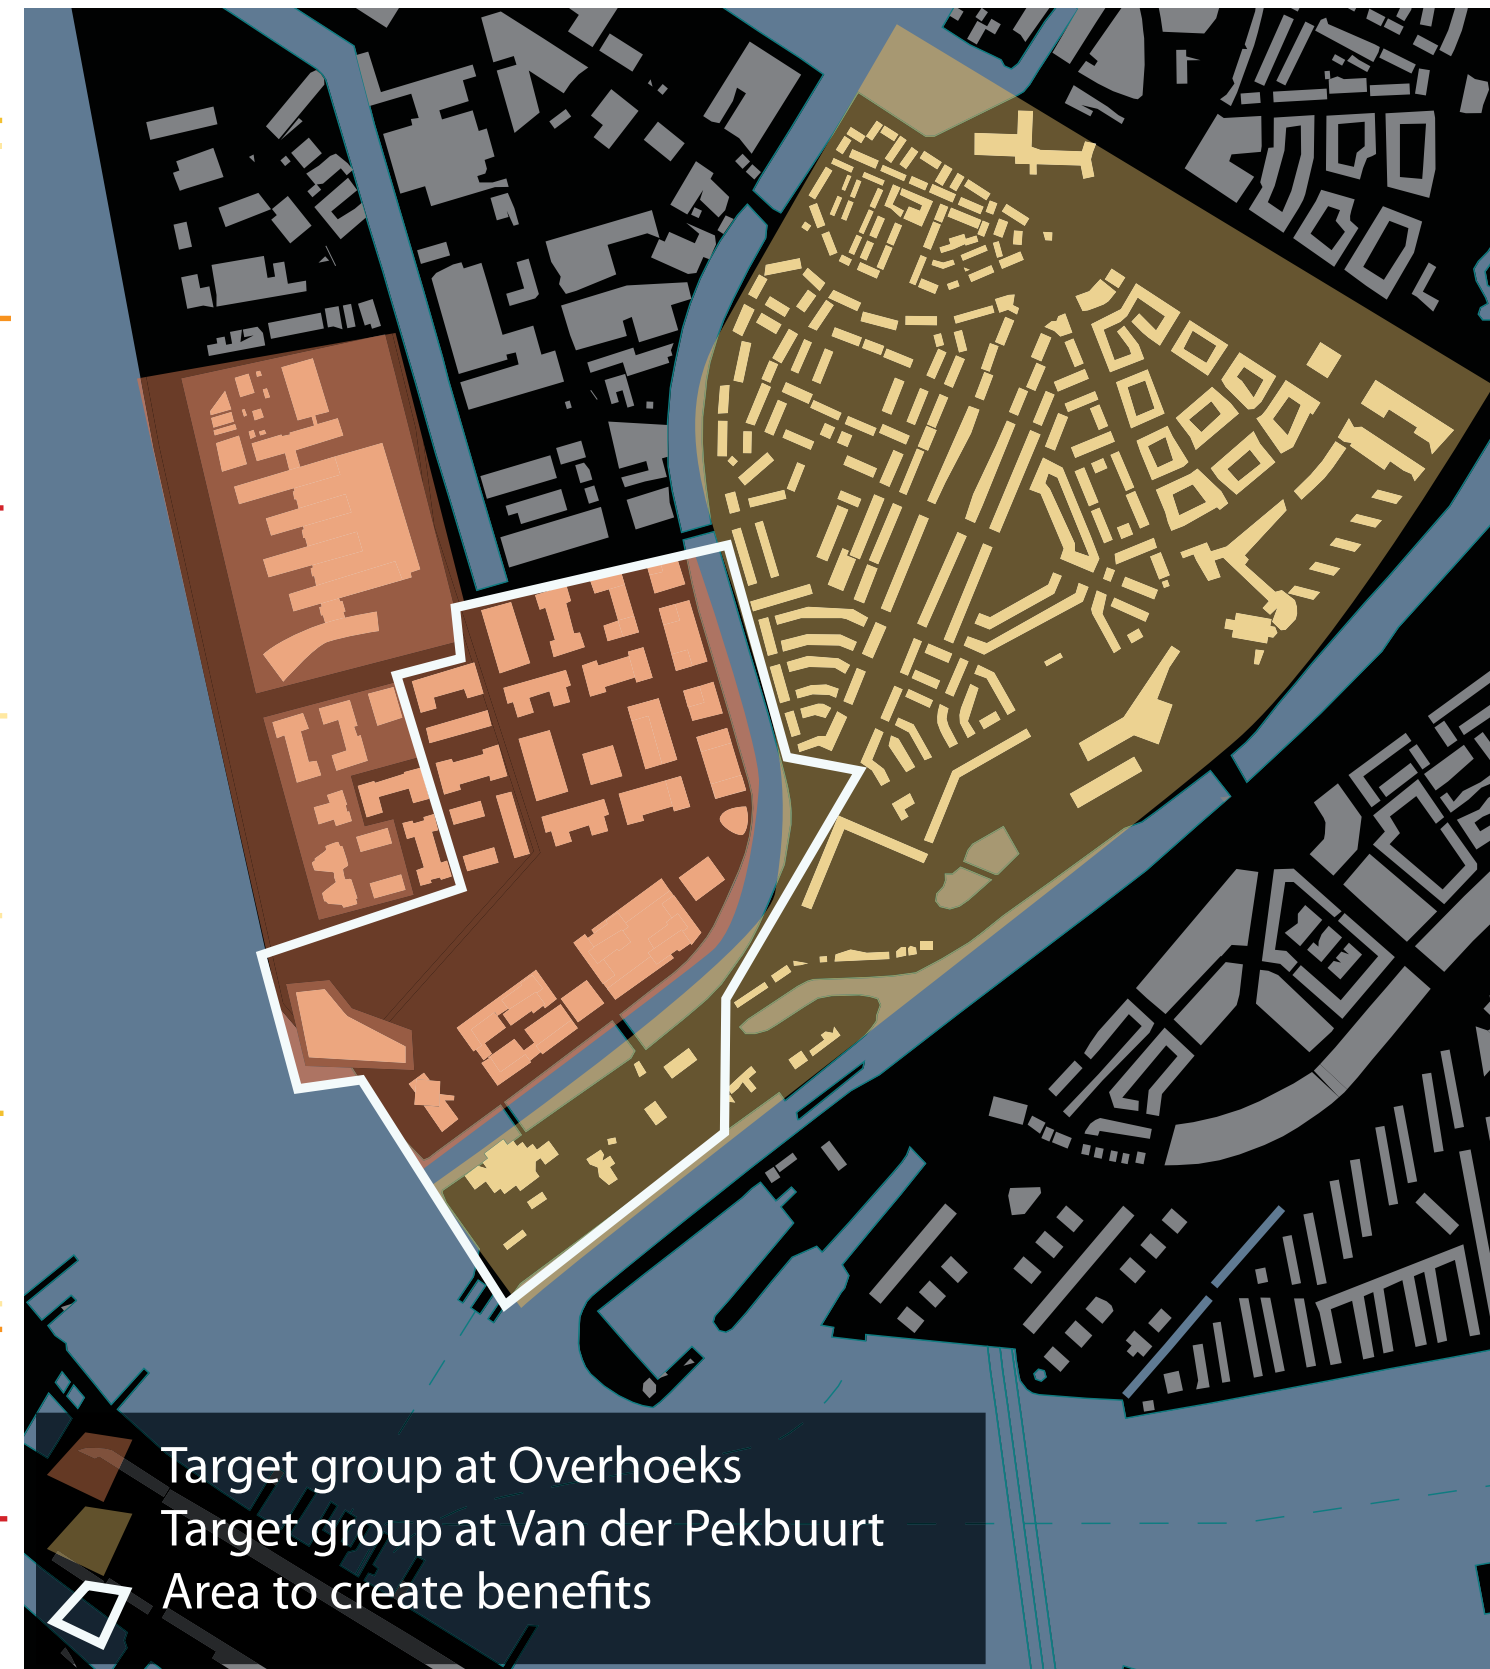 Target group at Overhoeks
Target group at Van der Pekbuurt
Area to create benefits